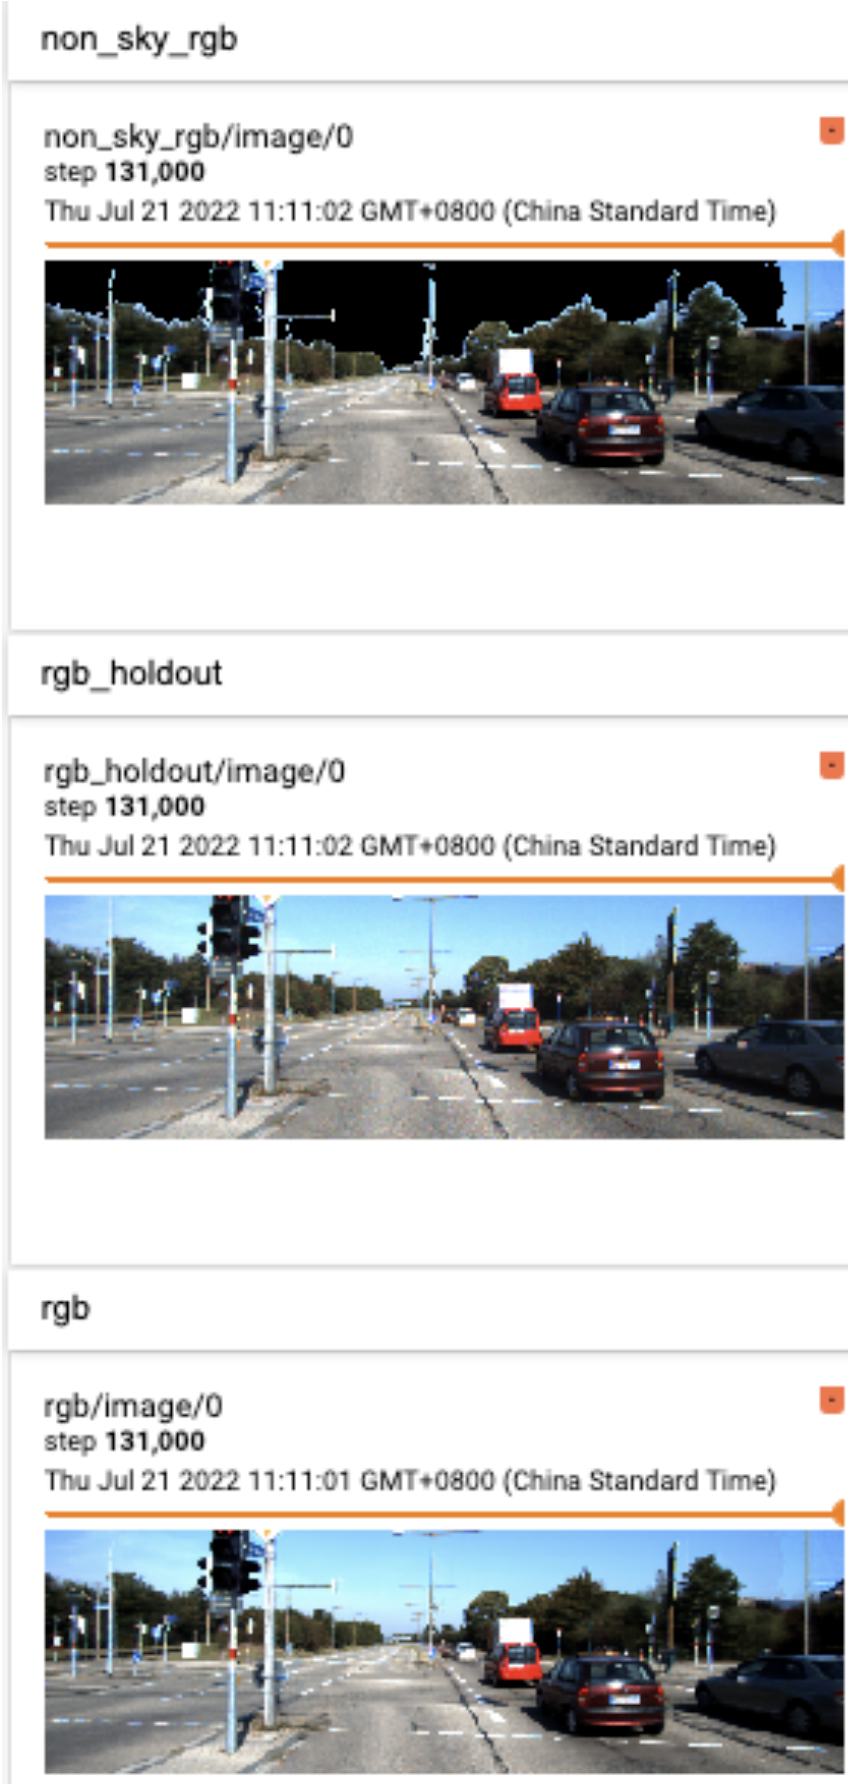 non_sky_rgb
non_sky_rgb/image/0
step 131,000
Thu Jul 21 2022 11:11:02 GMT+0800 (China Standard Time)
rgb_holdout
rgb_holdout/image/0
step 131,000
Thu Jul 21 2022 11:11:02 GMT+0800 (China Standard Time)
rgb
rgb/image/0
step 131,000
Thu Jul 21 2022 11:11:01 GMT+0800 (China Standard Time)